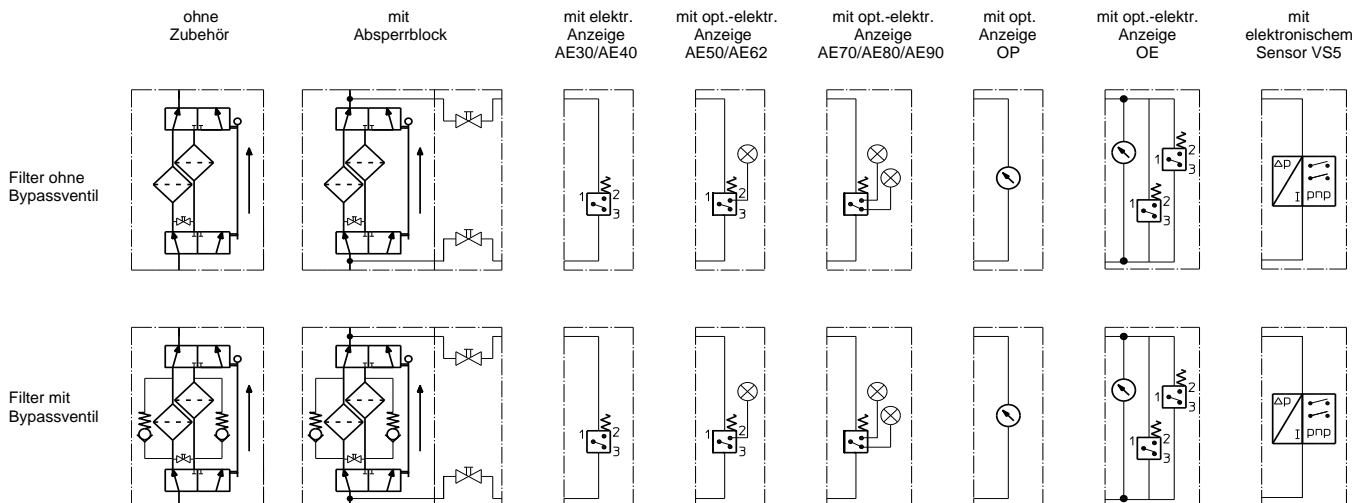 ohne
Zubehör
mit
Absperrblock
mit elektr.
Anzeige
AE30/AE40
mit opt.-elektr.
Anzeige
AE50/AE62
mit opt.-elektr.
Anzeige
AE70/AE80/AE90
mit opt.
Anzeige
OP
mit opt.-elektr.
Anzeige
OE
mit
elektronischem
Sensor VS5
Filter ohne
Bypassventil
1 2
3
1 2
3
1 2
3
1 2
3
Δp
I pnp
Filter mit
Bypassventil
1 2
3
1 2
3
1 2
3
1 2
3
Δp
I pnp